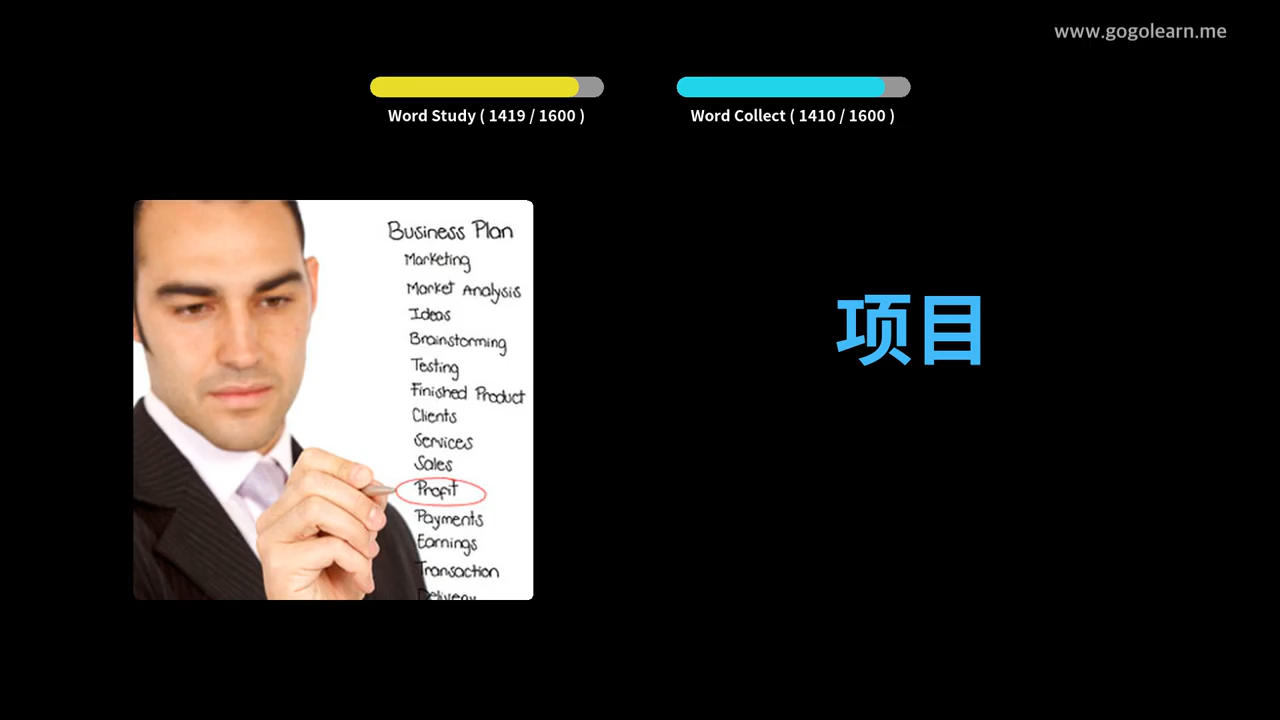 www.gogolearn.me
Word Study ( 1419 / 1600 )
Word Collect ( 1410 / 1600 )
Business Plan
Marketing
Market Analysis
Ideas
Brainstorming
Testing
Finished Product
Clients
Services
Sales
Profit
Payments
Earnings
Transaction
Delivery
项目